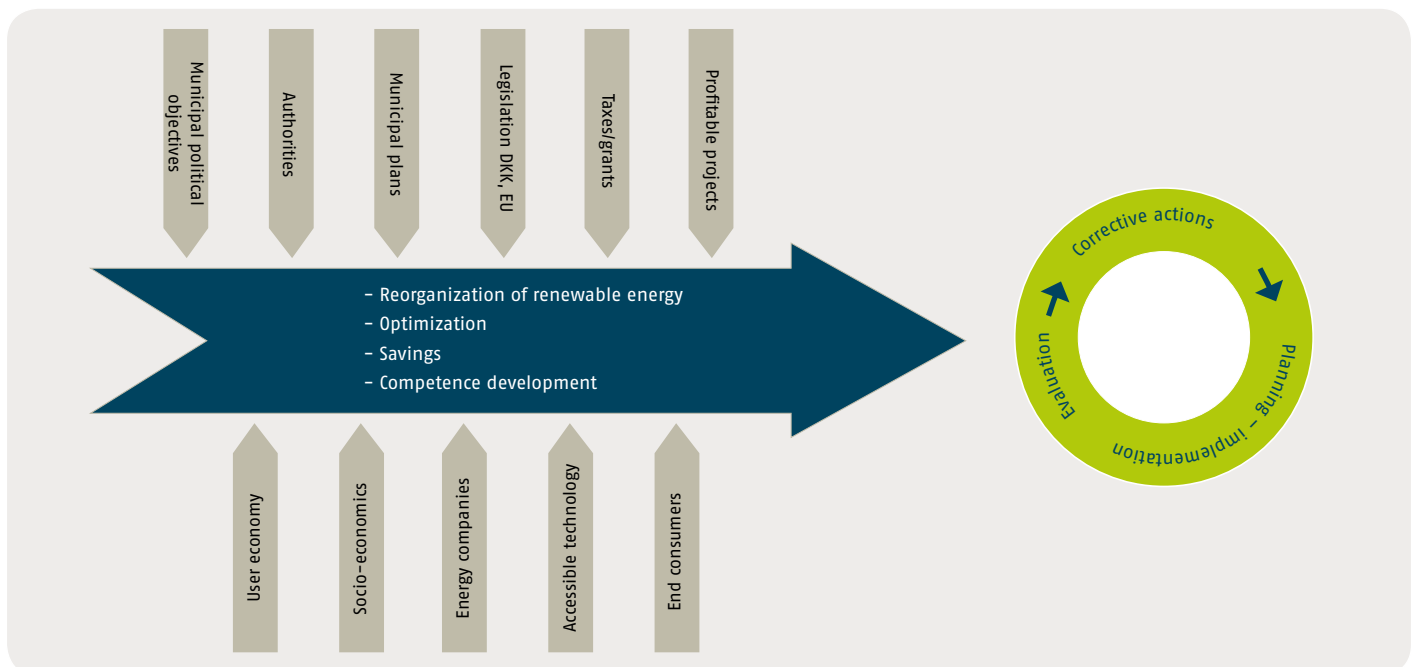 Municipal political
objectives
Authorities
Municipal plans
Legislation DKK, EU
Taxes/grants
Profitable projects
– Reorganization of renewable energy
– Optimization
– Savings
– Competence development
User economy
Socio-economics
Energy companies
Accessible technology
End consumers
Corrective actions
Planning – implementation
Evaluation